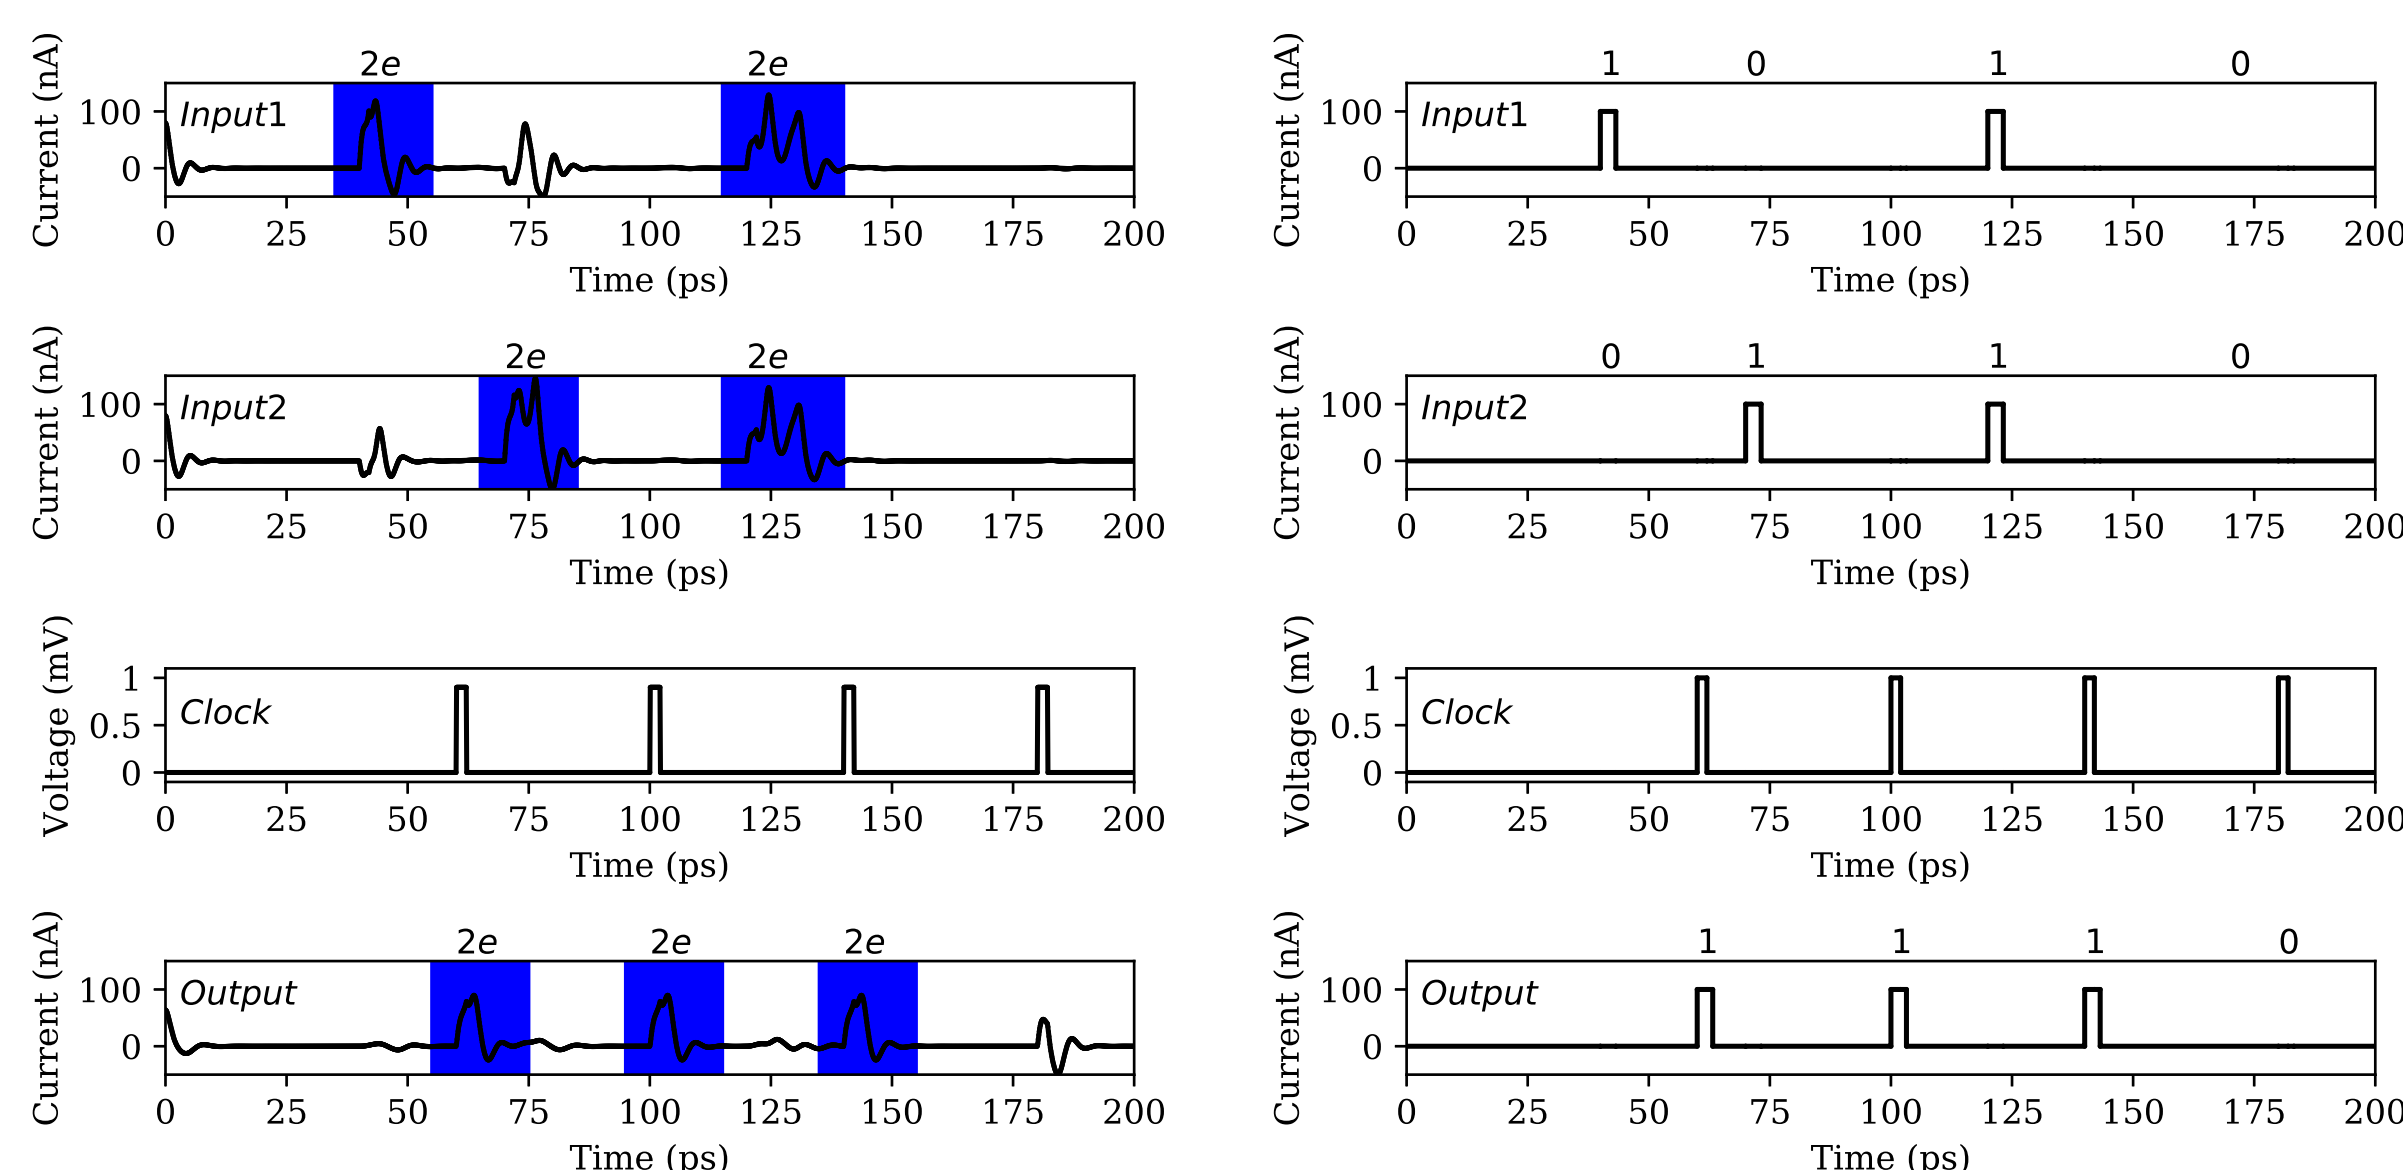 2e 2e
Current (nA)
100
0
Input1
0 25 50 75 100 125 150 175 200
Time (ps)
2e 2e
Current (nA)
100
0
Input2
0 25 50 75 100 125 150 175 200
Time (ps)
Voltage (mV)
1
0.5
0
Clock
0 25 50 75 100 125 150 175 200
Time (ps)
2e 2e 2e
Current (nA)
100
0
Output
0 25 50 75 100 125 150 175 200
Time (ps)
1 0 1 0
Current (nA)
100
0
Input1
0 25 50 75 100 125 150 175 200
Time (ps)
0 1 1 0
Current (nA)
100
0
Input2
0 25 50 75 100 125 150 175 200
Time (ps)
Voltage (mV)
1
0.5
0
Clock
0 25 50 75 100 125 150 175 200
Time (ps)
1 1 1 0
Current (nA)
100
0
Output
0 25 50 75 100 125 150 175 200
Time (ps)